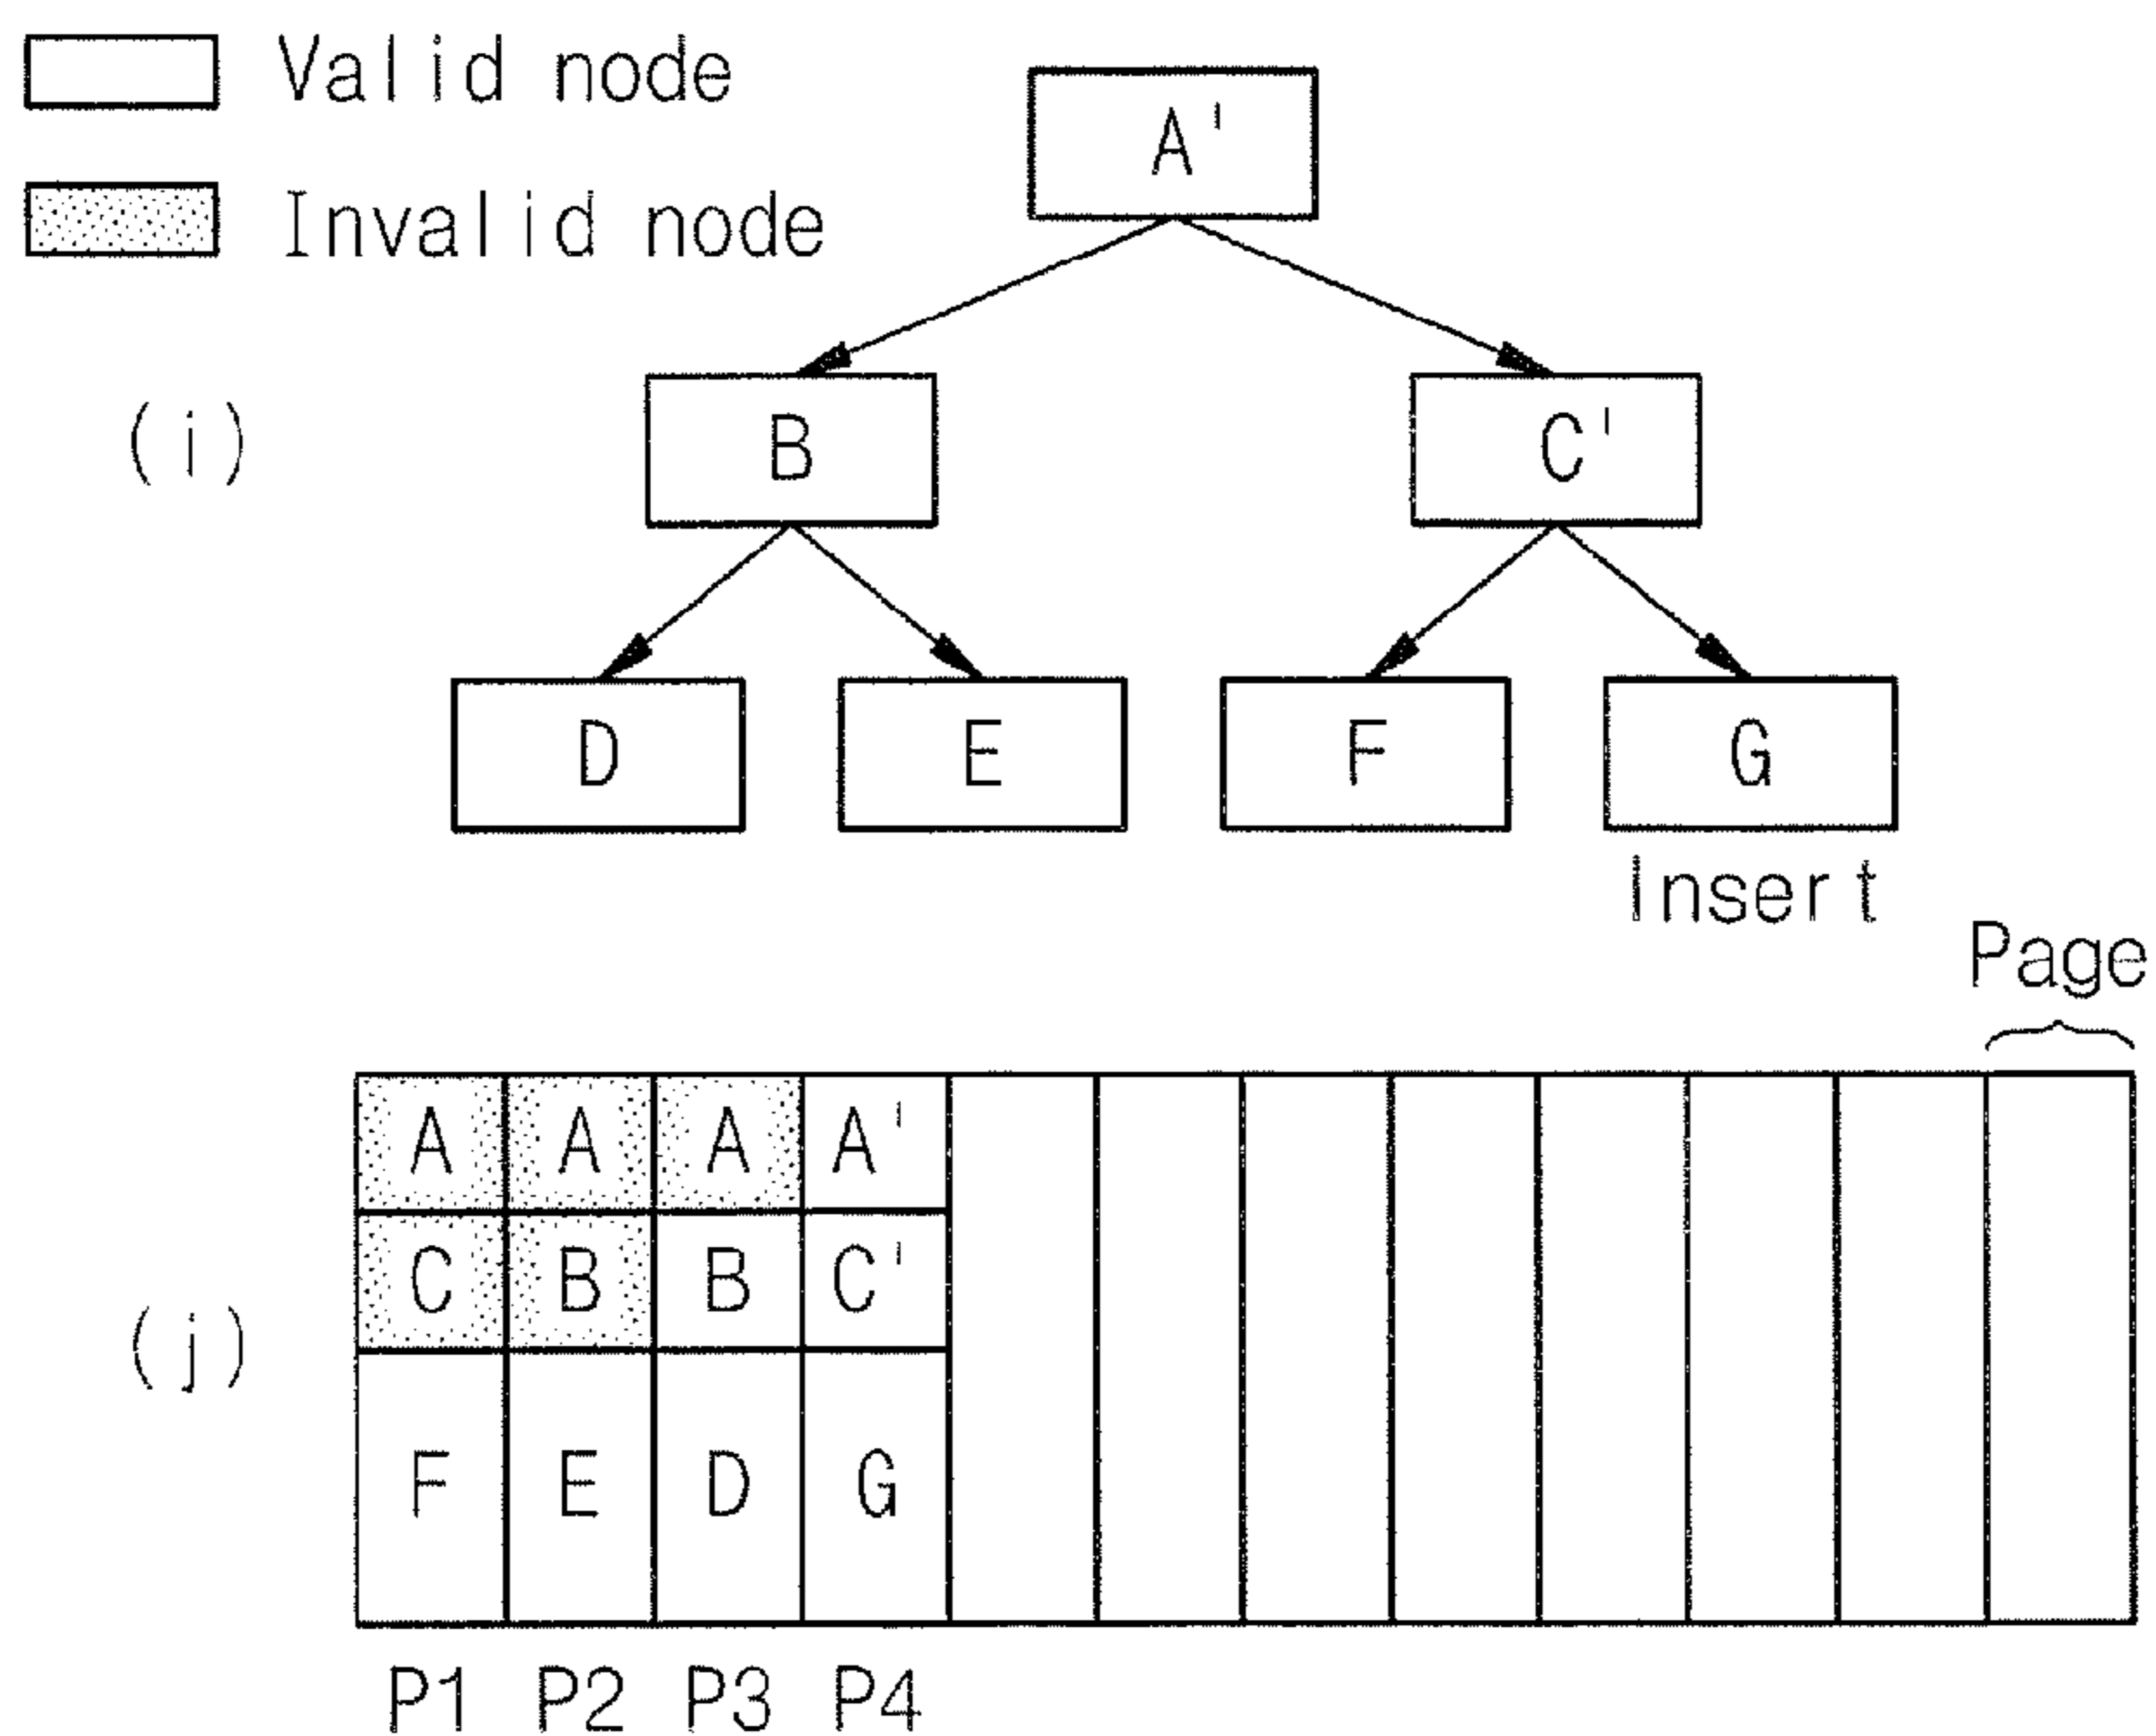 Valid node
Invalid node
A'
(i)
B C'
D E F G
Insert
Page
A A A A'
C B B C'
(j)
F E D G
P1 P2 P3 P4